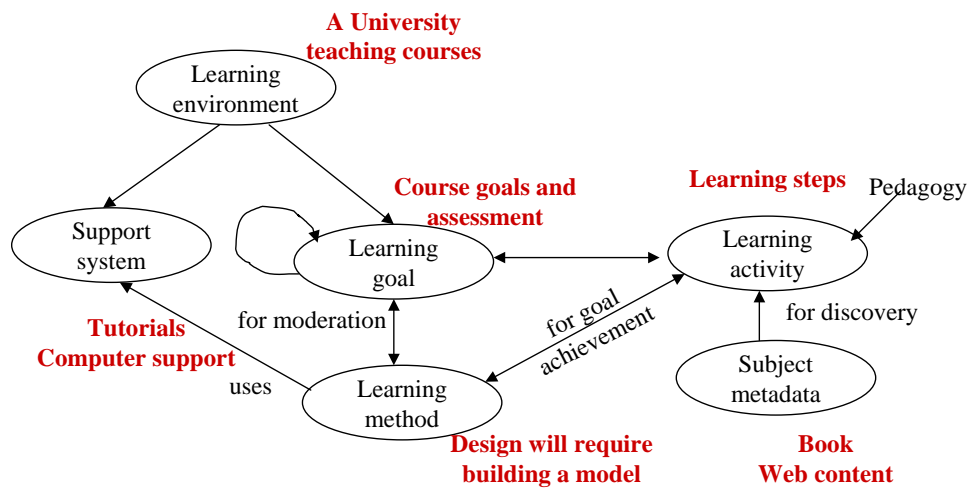 A University
teaching courses
Learning
environment
Course goals and
assessment
Learning steps
Pedagogy
Support
system
Learning
goal
Learning
activity
Tutorials
Computer support
for moderation
for goal
achievement
for discovery
uses
Learning
method
Subject
metadata
Design will require
building a model
Book
Web content